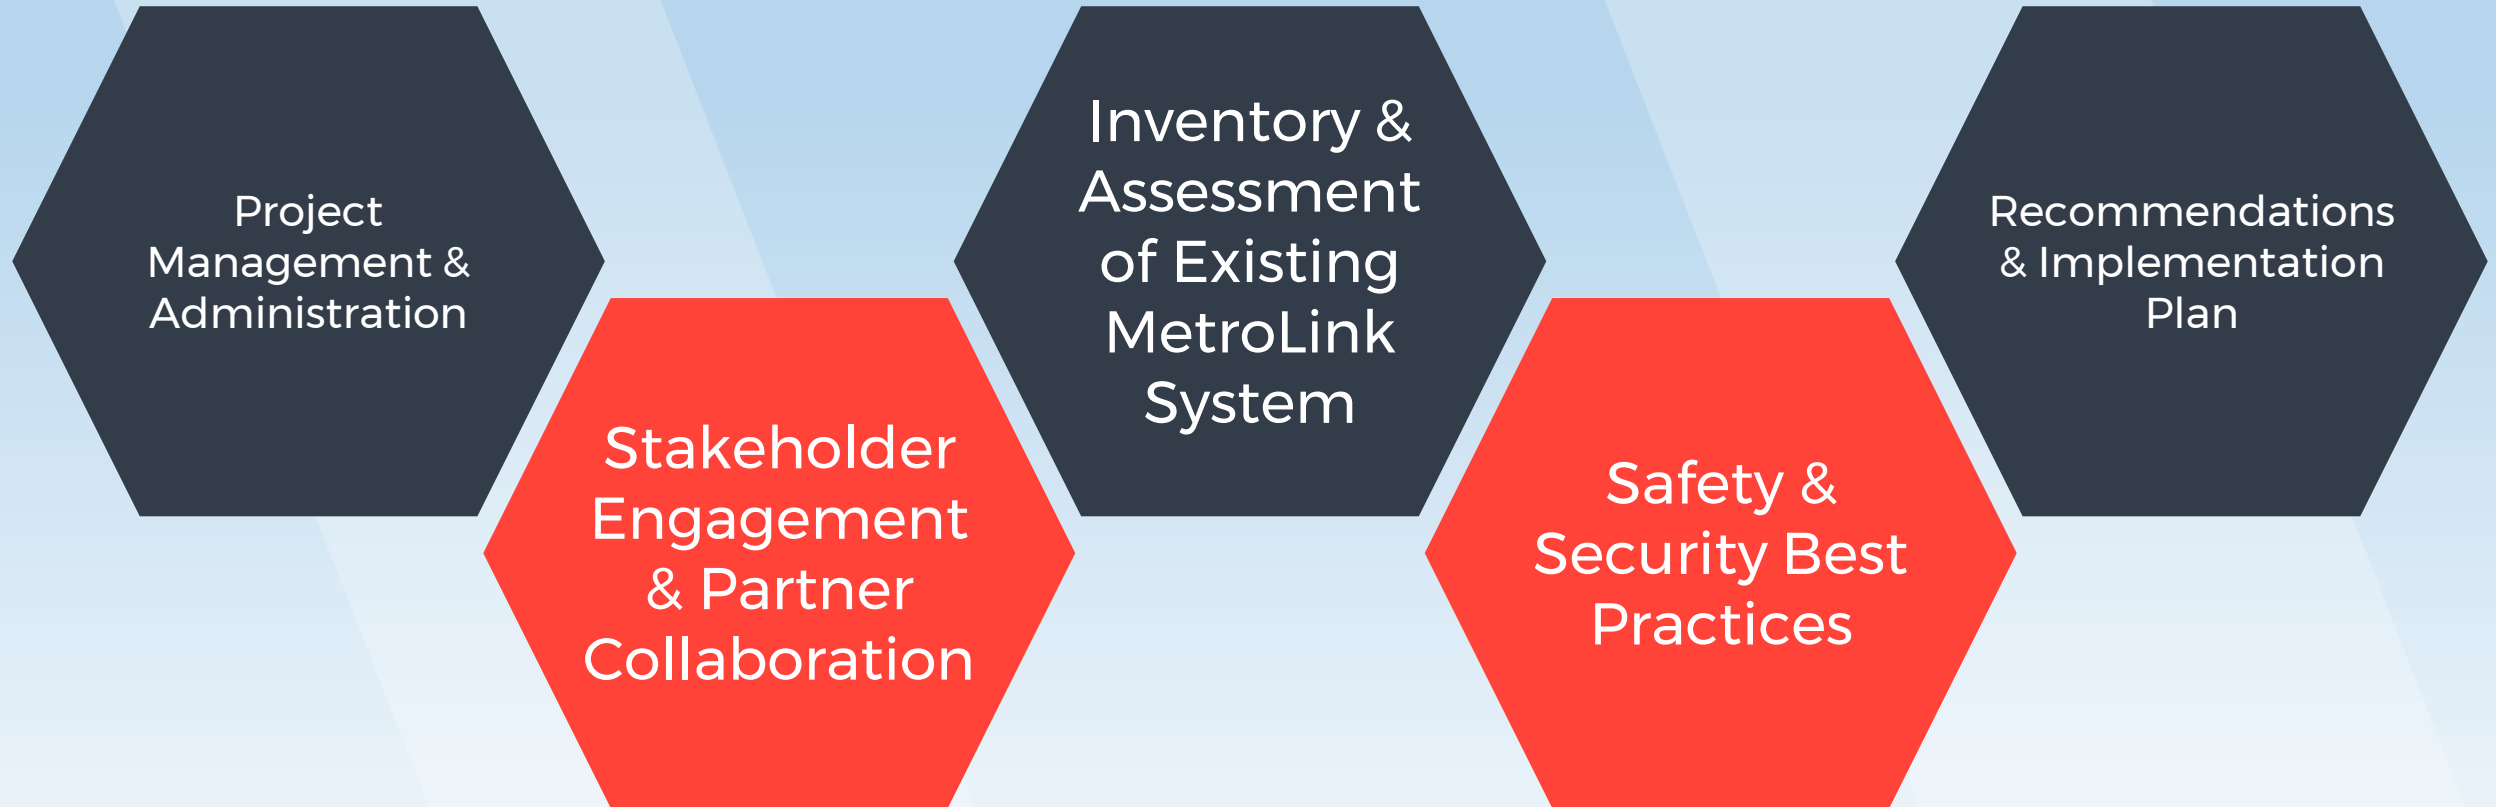 Project
Management &
Administration
Stakeholder
Engagement
& Partner
Collaboration
Inventory &
Assessment
of Existing
MetroLink
System
Safety &
Security Best
Practices
Recommendations
& Implementation
Plan